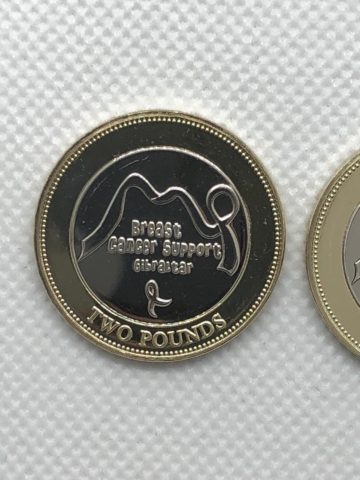 Breast
Cancer Support
Gibraltar
TWO POUNDS